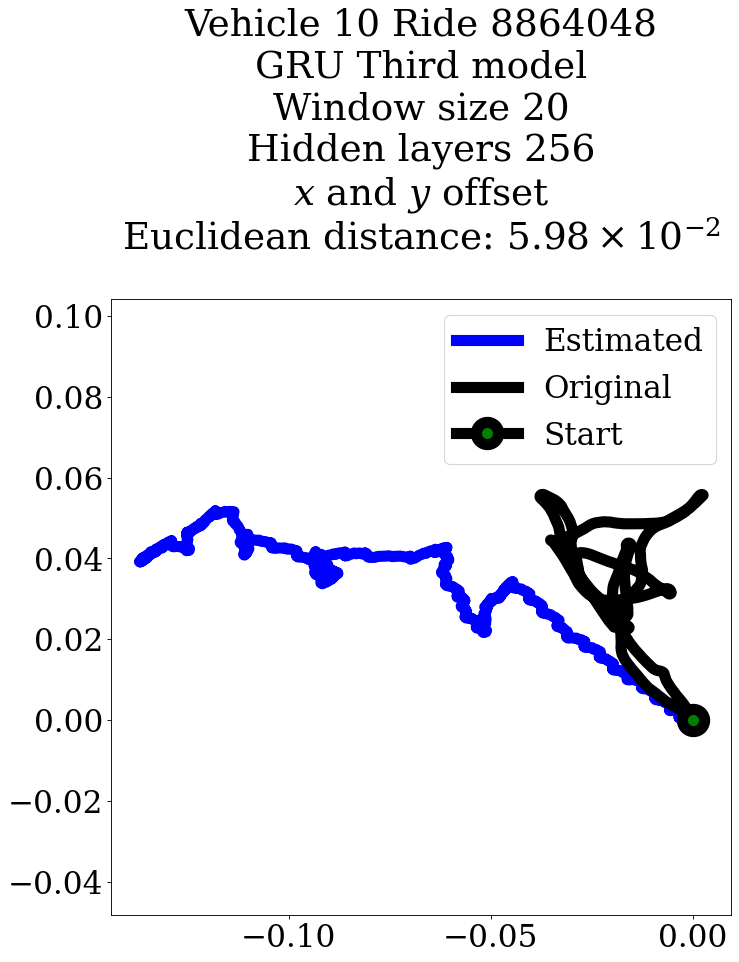 Vehicle 10 Ride 8864048
GRU Third model
Window size 20
Hidden layers 256
x and y offset
Euclidean distance: 5.98 × 10⁻²
Estimated
Original
Start
0.10
0.08
0.06
0.04
0.02
0.00
−0.02
−0.04
−0.10 −0.05 0.00